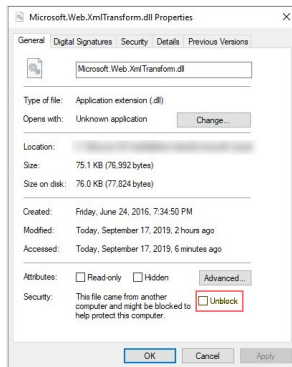 Microsoft.Web.XmlTransform.dll Properties
General Digital Signatures Security Details Previous Versions
Microsoft.Web.XmlTransform.dll
Type of file: Application extension (.dll)
Opens with: Unknown application Change...
Location:
Size: 75.1 KB (76,992 bytes)
Size on disk: 76.0 KB (77,824 bytes)
Created: Friday, June 24, 2016, 7:34:50 PM
Modified: Today, September 17, 2019, 2 hours ago
Accessed: Today, September 17, 2019, 6 minutes ago
Attributes: Read-only Hidden Advanced...
Security: This file came from another
computer and might be blocked to Unblock
help protect this computer.
OK Cancel Apply